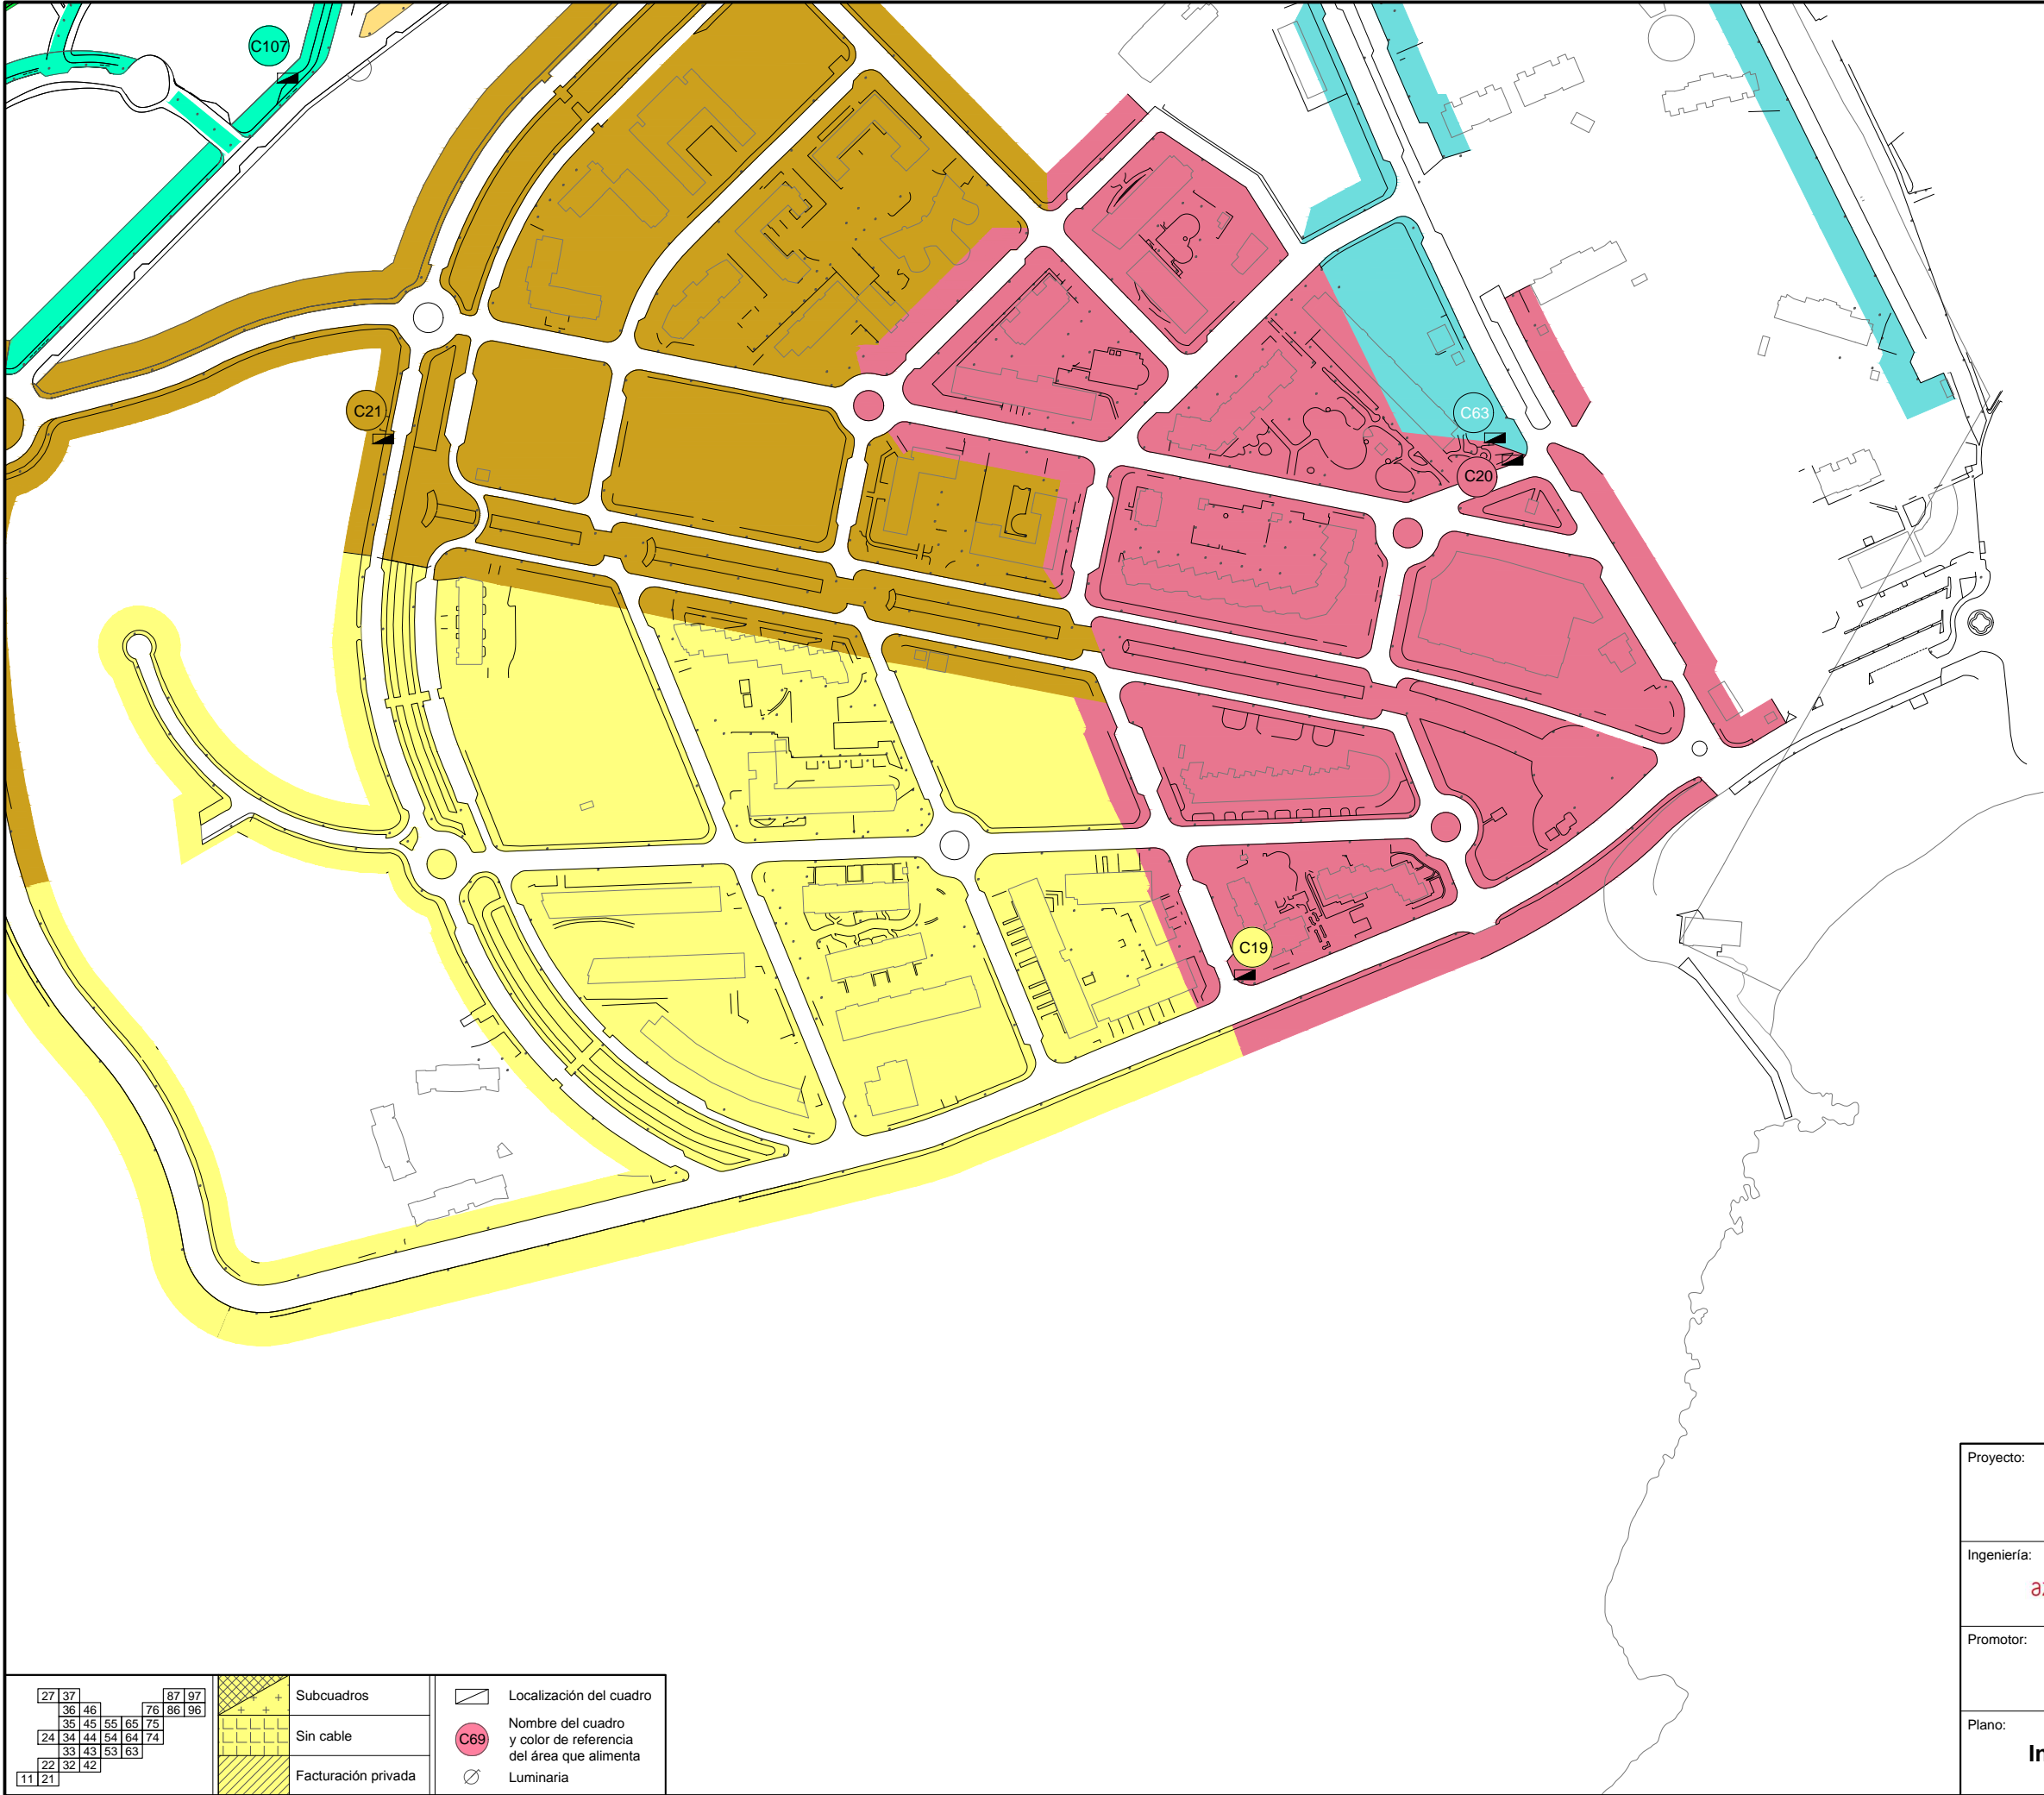 C107
C21
C63
C20
C19
Proyecto:
Ingeniería:
Promotor:
Plano:
27 37 87 97
36 46 76 86 96
35 45 55 65 75
24 34 44 54 64 74
33 43 53 63
22 32 42
11 21
Subcuadros
Sin cable
Facturación privada
Localización del cuadro
C69
Nombre del cuadro
y color de referencia
del área que alimenta
Luminaria